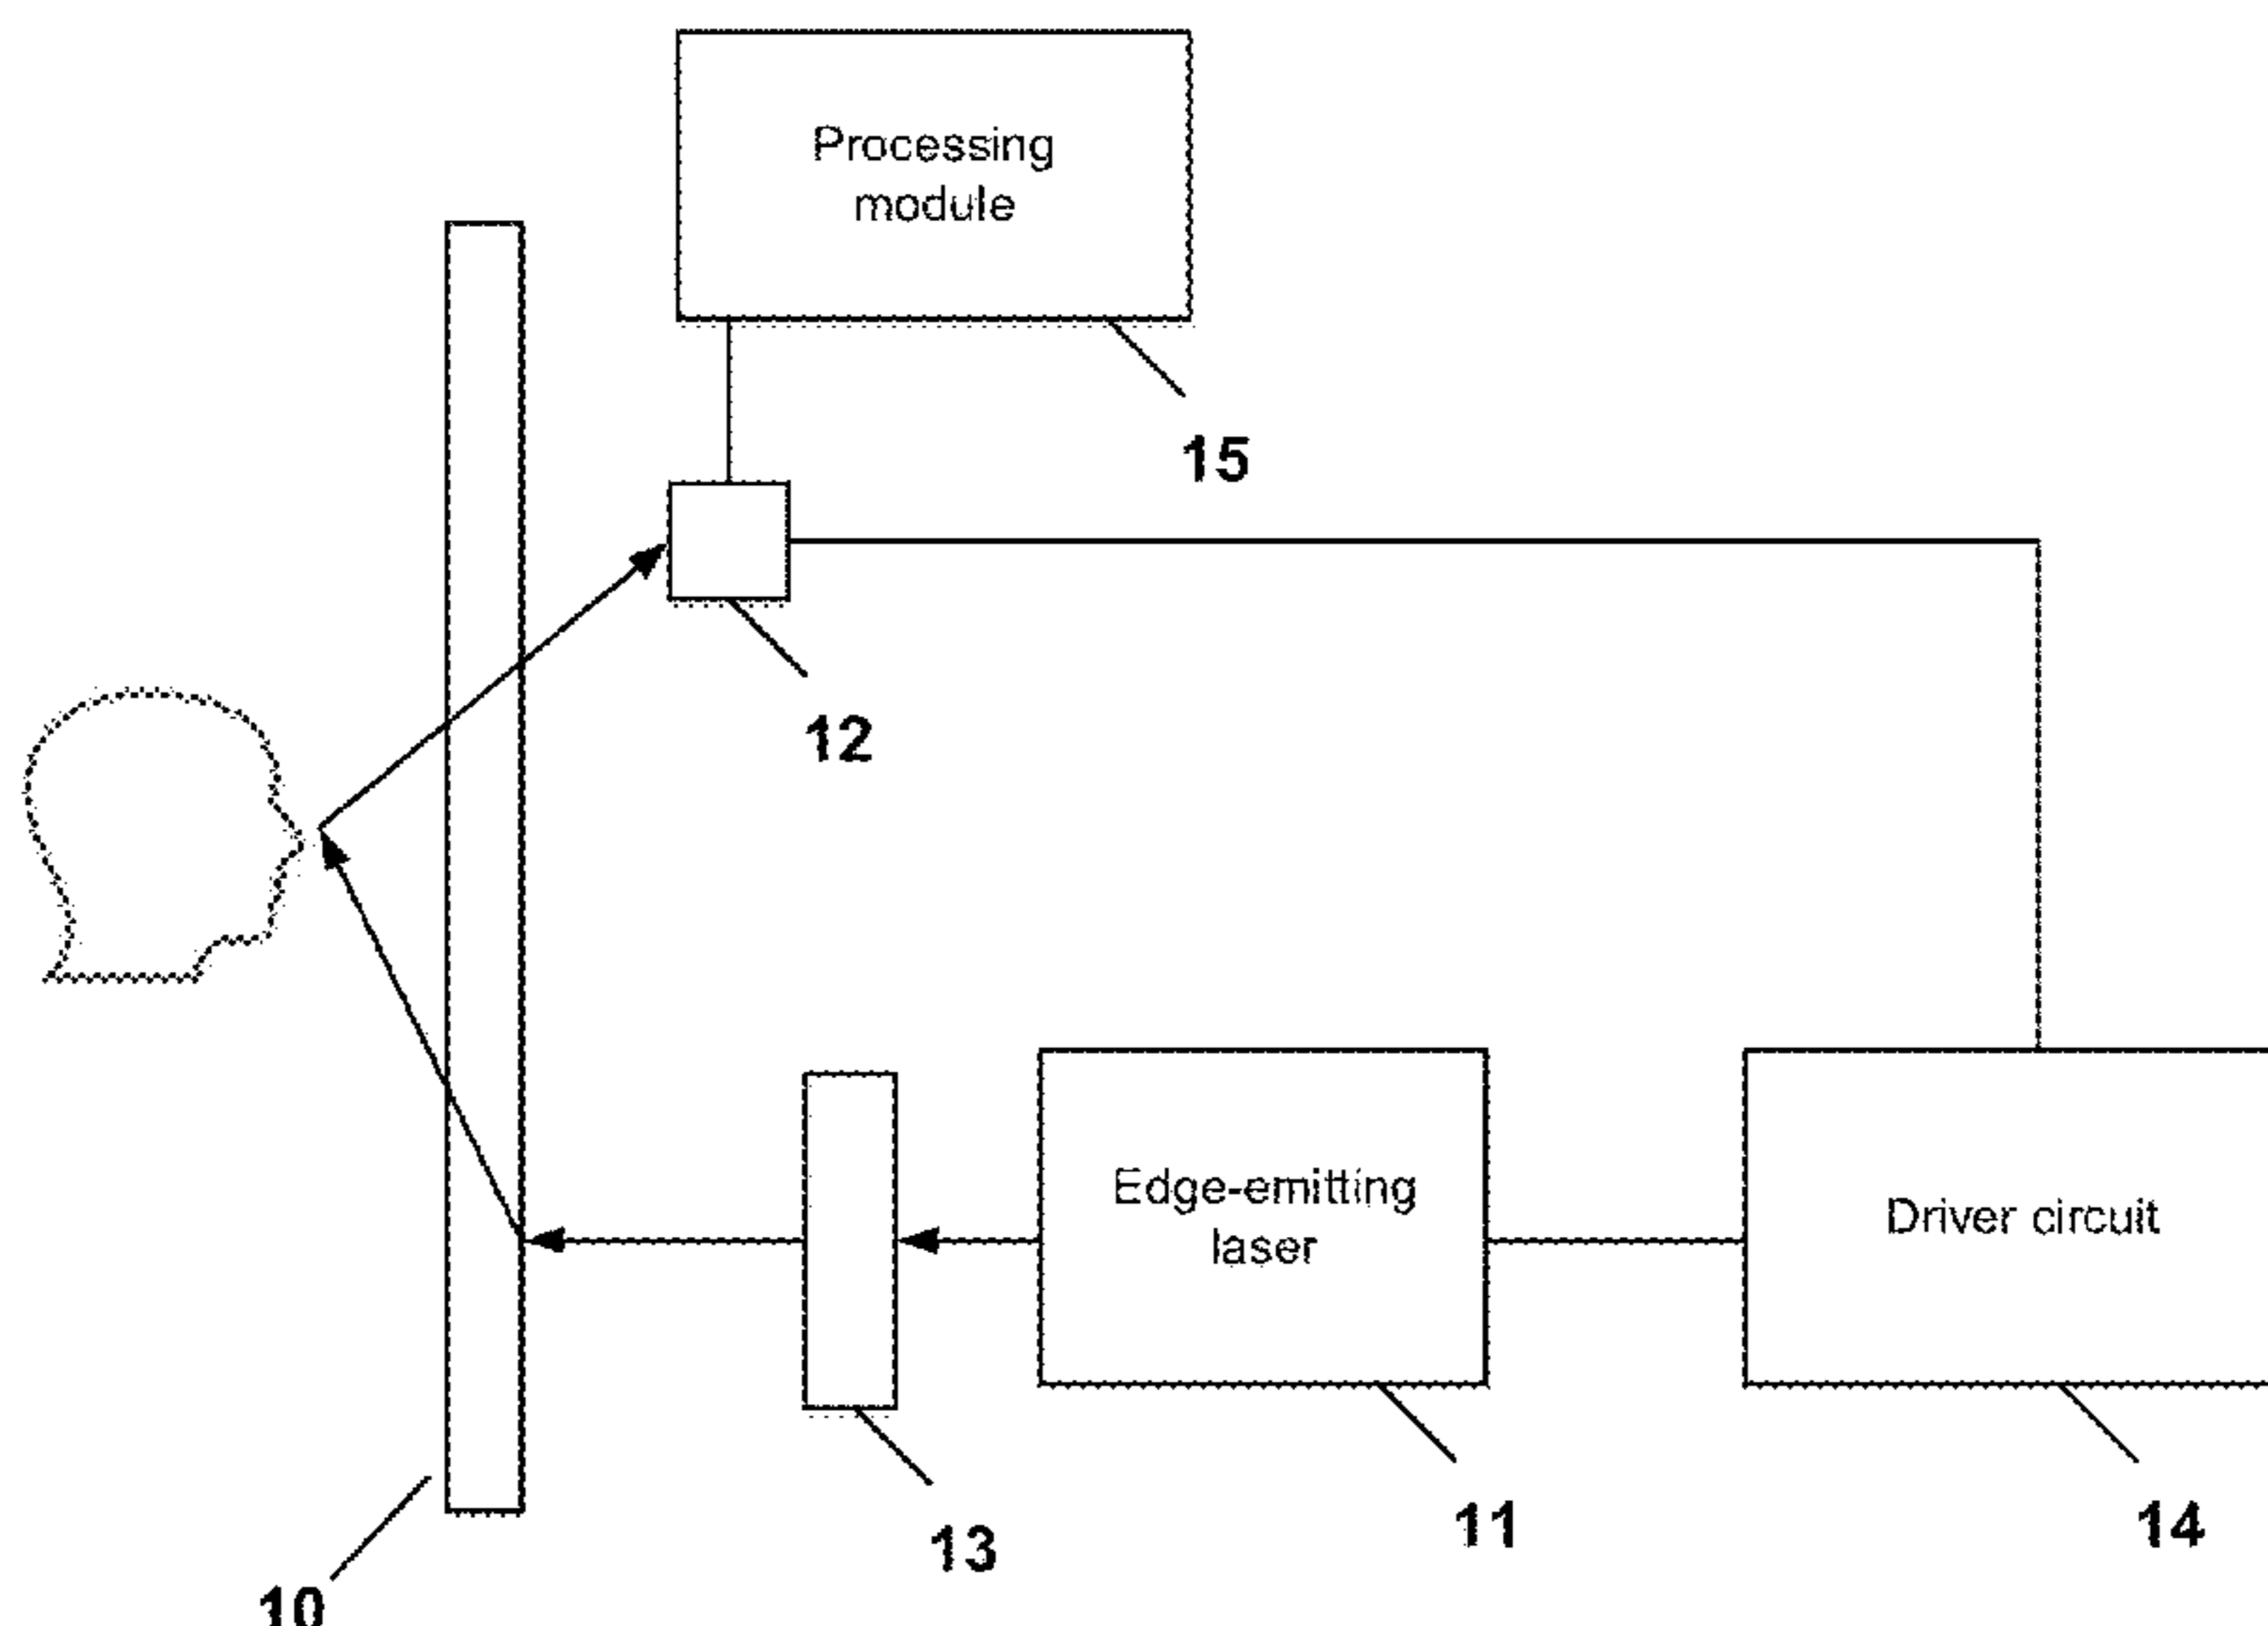 Processing
module
15
12
Edge-emitting
laser
Driver circuit
11
14
13
10